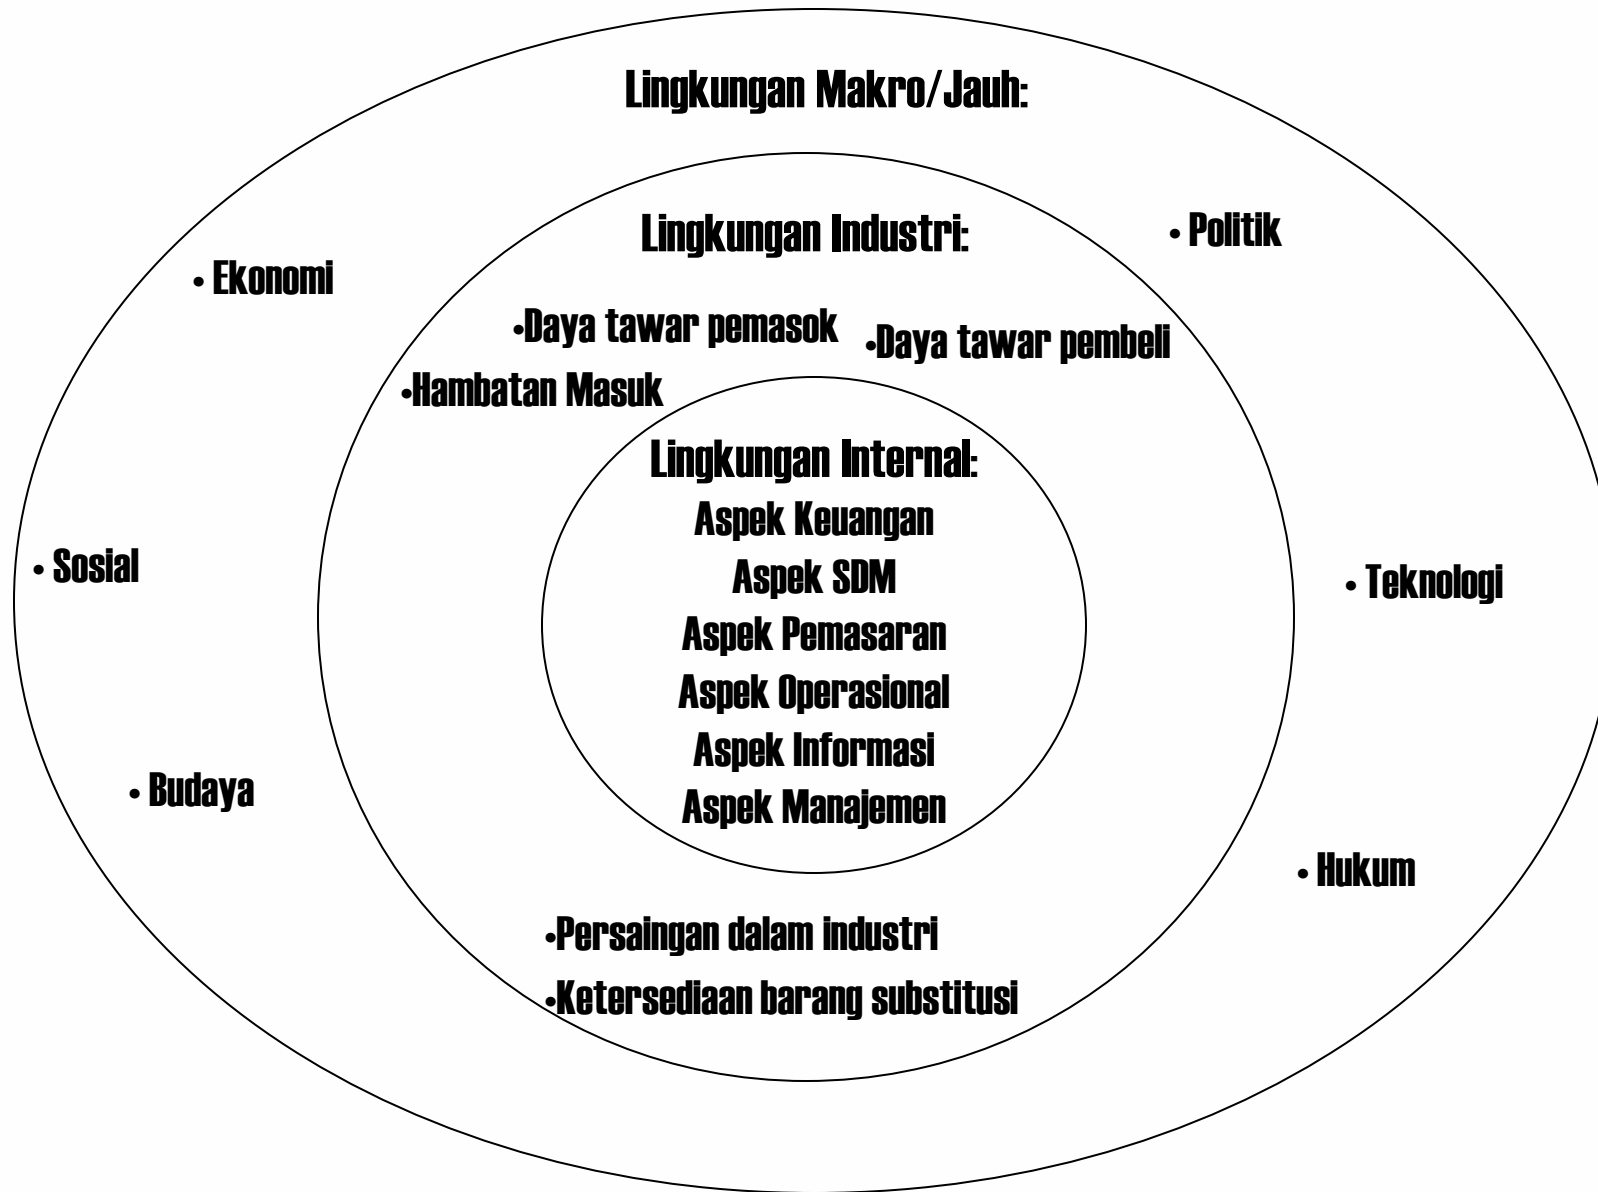 Lingkungan Makro/Jauh:
• Politik
Lingkungan Industri:
• Ekonomi
•Daya tawar pemasok
•Daya tawar pembeli
•Hambatan Masuk
Lingkungan Internal:
Aspek Keuangan
Aspek SDM
Aspek Pemasaran
Aspek Operasional
Aspek Informasi
Aspek Manajemen
• Sosial
• Teknologi
• Budaya
• Hukum
•Persaingan dalam industri
•Ketersediaan barang substitusi